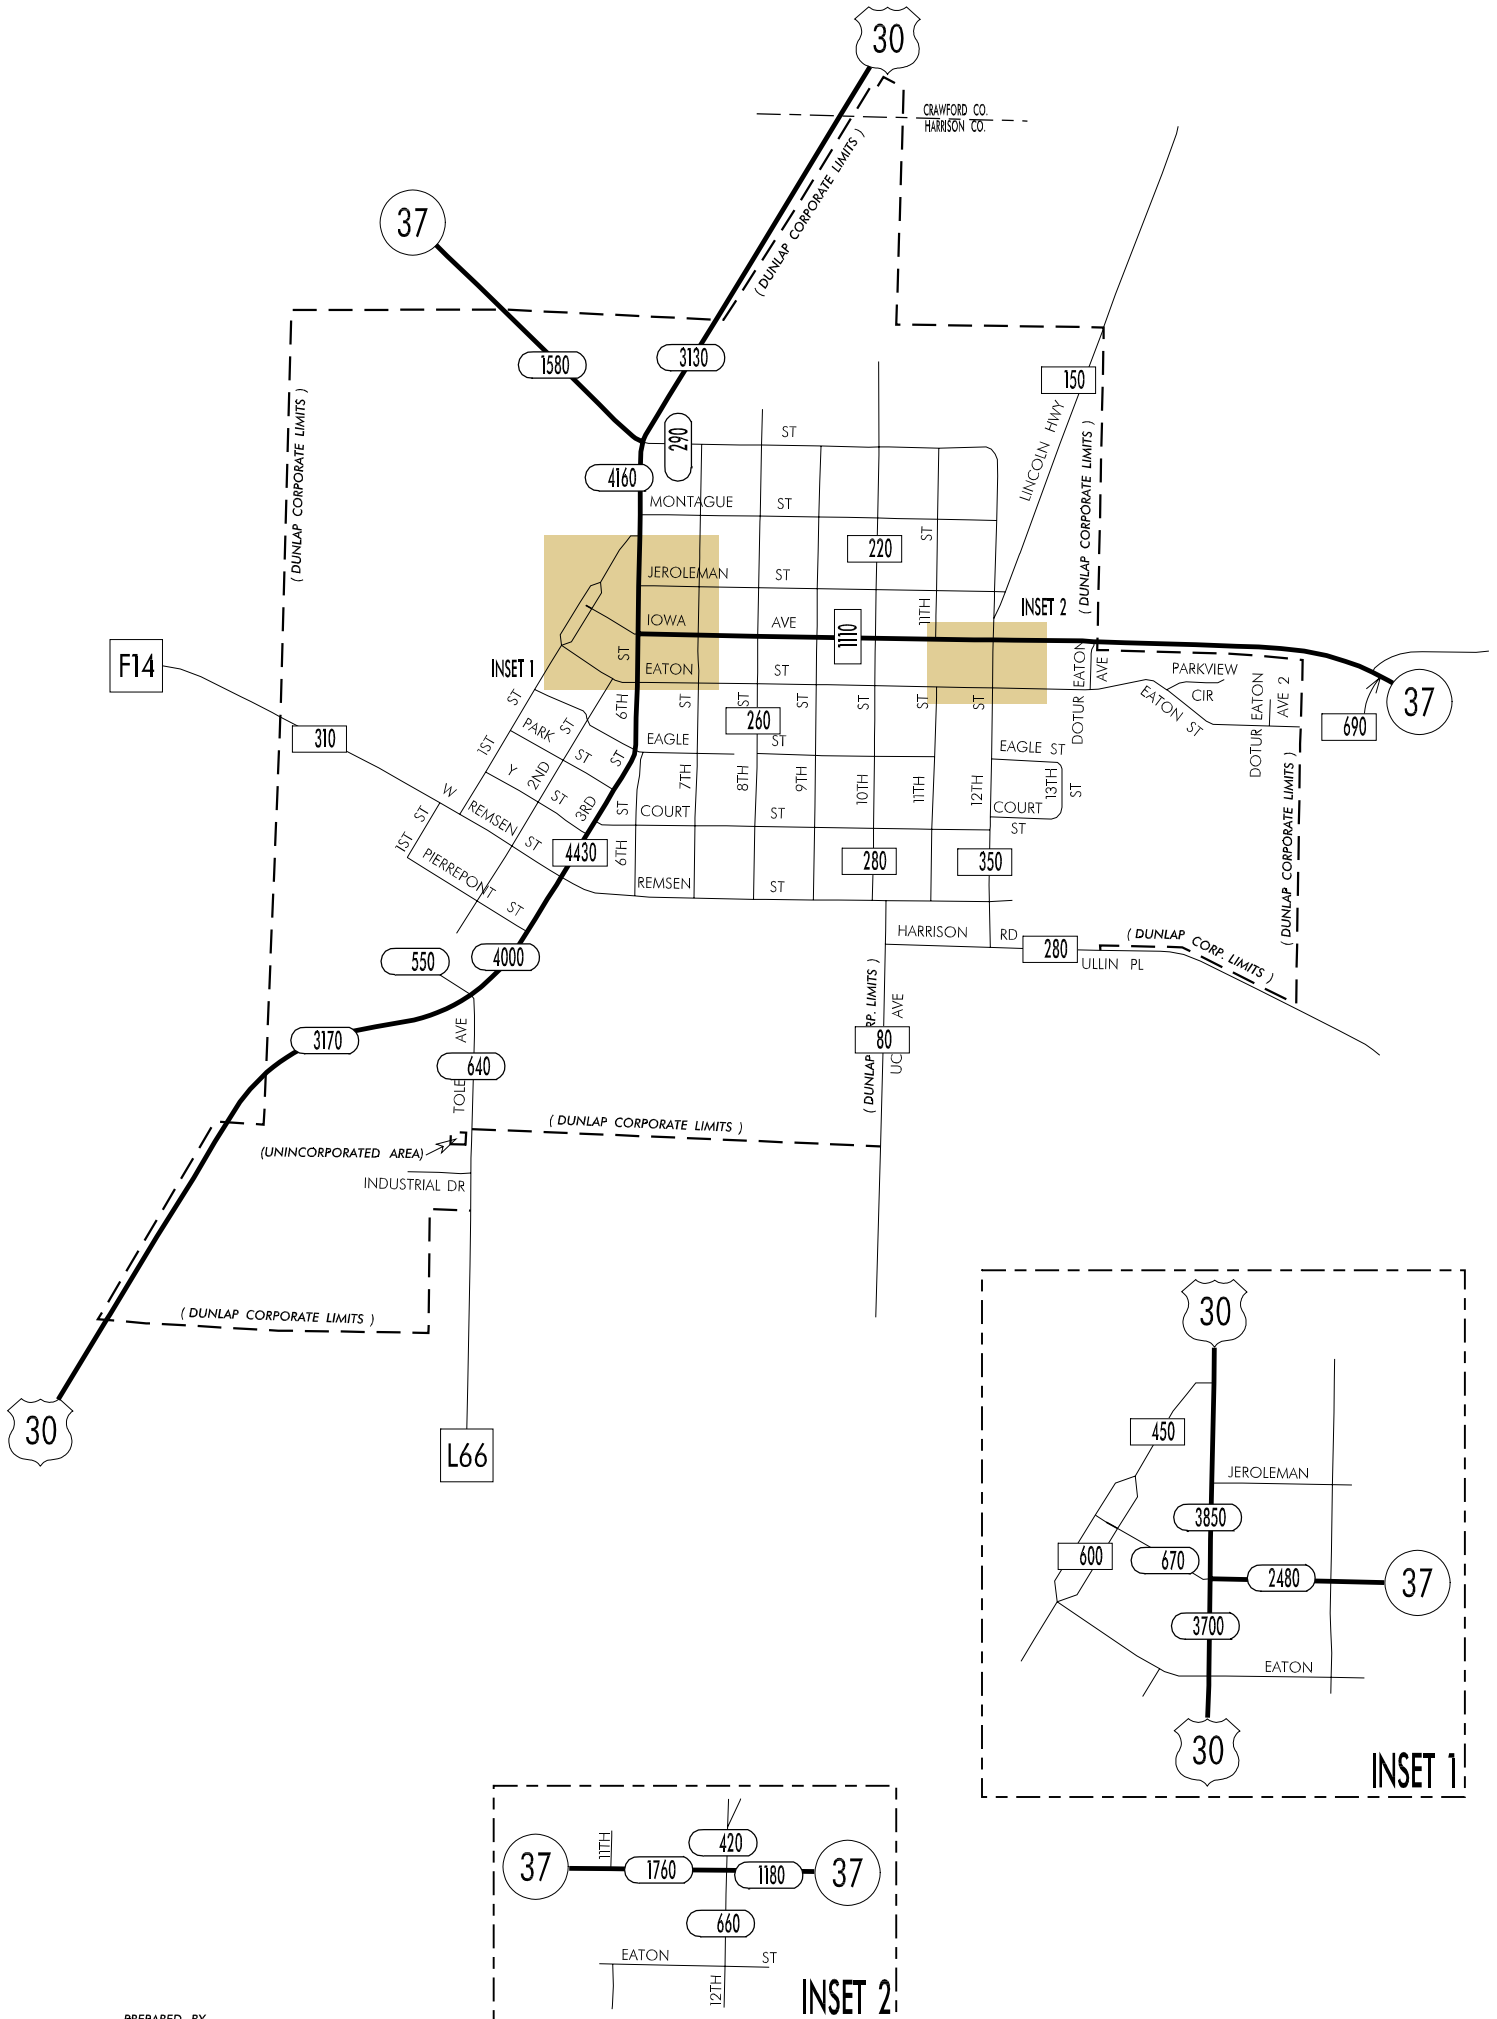 30
CRAWFORD CO.
HARRISON CO.
( DUNLAP CORPORATE LIMITS )
37
1580
3130
150
( DUNLAP CORPORATE LIMITS )
290
ST
LINCOLN HWY
( DUNLAP CORPORATE LIMITS )
4160
MONTAGUE ST
ST
220
JEROLEMAN ST
11TH
INSET 2
IOWA AVE
1110
INSET 1
ST
EATON ST
F14
DOTUR EATON AVE
PARKVIEW CIR
EATON ST
DOTUR EATON AVE 2
690
37
1ST ST
6TH
ST
ST
ST
ST
ST
ST
260
310
PARK ST
2ND ST
ST
EAGLE ST
EAGLE ST
Y ST
3RD
7TH
8TH
9TH
10TH
11TH
12TH
13TH ST
W REMSEN ST
ST
COURT ST
COURT ST
1ST ST
6TH
4430
280
350
PIERREPONT ST
REMSEN ST
( DUNLAP CORPORATE LIMITS )
HARRISON RD
280
ULLIN PL
( DUNLAP CORP. LIMITS )
550
4000
3170
TOLE AVE
640
( DUNLAP RP. LIMITS )
UC AVE
80
( DUNLAP CORPORATE LIMITS )
(UNINCORPORATED AREA)
INDUSTRIAL DR
( DUNLAP CORPORATE LIMITS )
30
L66
30
450
JEROLEMAN
3850
600
670
2480
37
3700
EATON
30
INSET 1
11TH
420
37
1760
1180
37
660
EATON ST
12TH
INSET 2
PREPARED BY